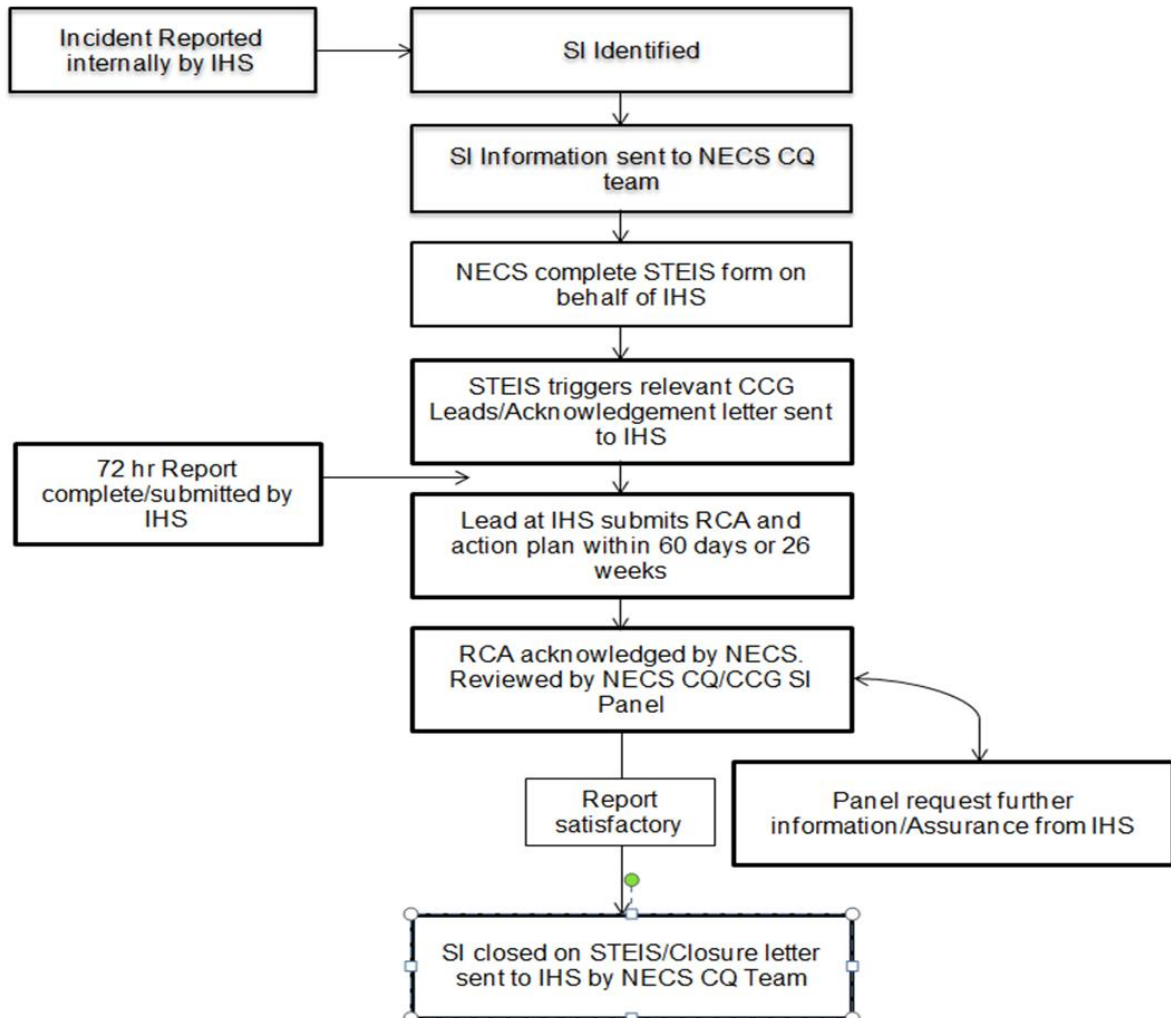 Incident Reported
internally by IHS
SI Identified
SI Information sent to NECS CQ
team
NECS complete STEIS form on
behalf of IHS
STEIS triggers relevant CCG
Leads/Acknowledgement letter sent
to IHS
72 hr Report
complete/submitted by
IHS
Lead at IHS submits RCA and
action plan within 60 days or 26
weeks
RCA acknowledged by NECS.
Reviewed by NECS CQ/CCG SI
Panel
Report
satisfactory
Panel request further
information/Assurance from IHS
SI closed on STEIS/Closure letter
sent to IHS by NECS CQ Team